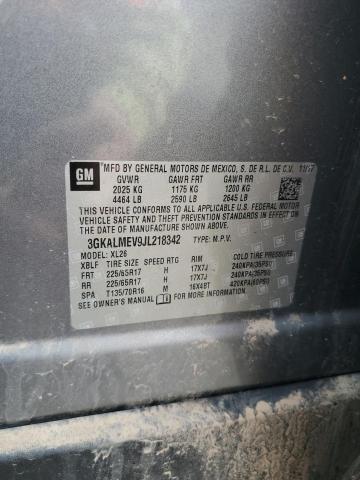 GM
MFD BY GENERAL MOTORS DE MEXICO, S. DE R.L. DE C.V. 11/17
GVWR GAWR FRT GAWR RR
2025 KG 1175 KG 1200 KG
4464 LB 2590 LB 2645 LB
THIS VEHICLE CONFORMS TO ALL APPLICABLE U.S. FEDERAL MOTOR
VEHICLE SAFETY AND THEFT PREVENTION STANDARDS IN EFFECT ON
THE DATE OF MANUFACTURE SHOWN ABOVE.
3GKALMEV9JL218342 TYPE: M.P.V.
MODEL: XL26
XBLF TIRE SIZE SPEED RTG RIM COLD TIRE PRESSURE
FRT 225/65R17 H 17X7J 240KPA(35PSI)
RR 225/65R17 H 17X7J 240KPA(35PSI)
SPA T135/70R16 M 16X4BT 420KPA(60PSI)
SEE OWNERS MANUAL FOR MORE INFORMATION.